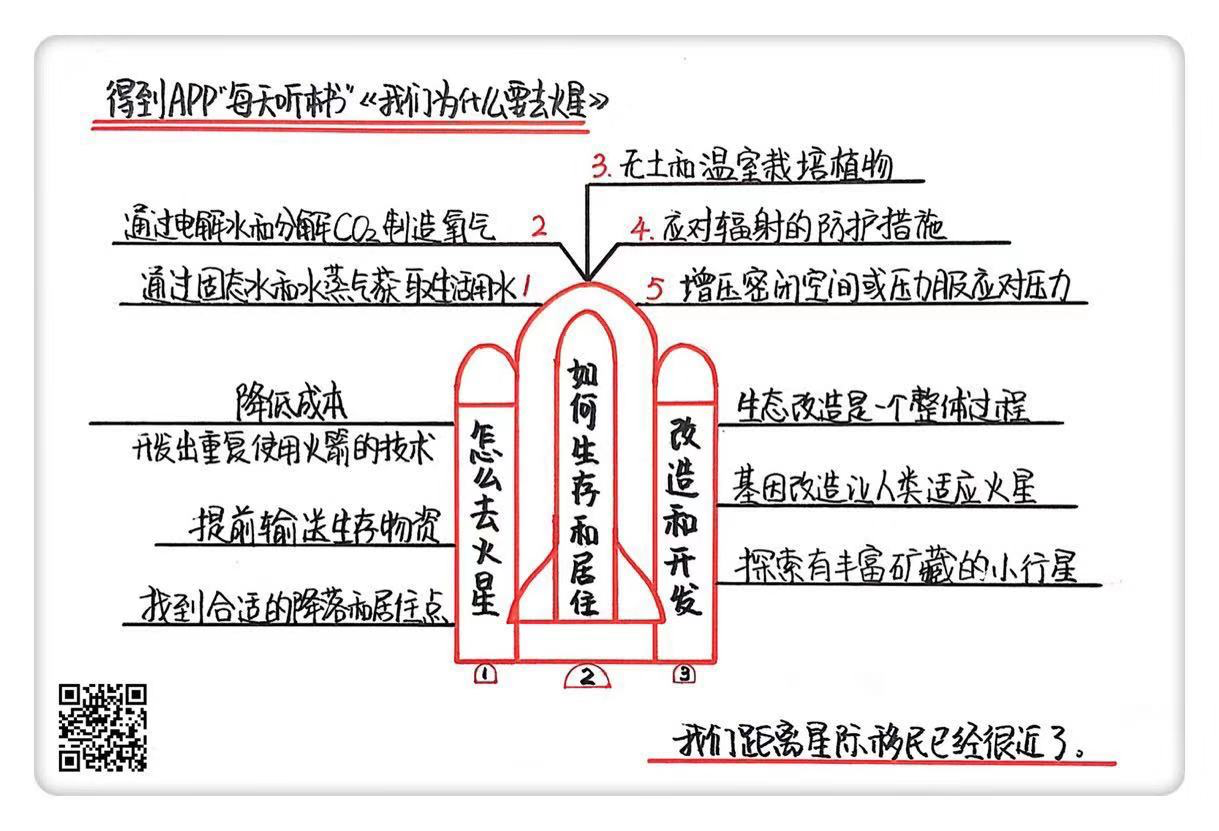 得到APP"每天听本书"《我们为什么要去火星》
3. 无土和温室栽培植物
通过电解水和分解CO₂制造氧气 2
4. 应对辐射的防护措施
通过固态水和水蒸气获取生活用水 1
5 增压密闭空间或压力服应对压力
怎么去火星
降低成本
开发出重复使用火箭的技术
提前输送生存物资
找到合适的降落和居住点
如何生存和居住
改造和开发
生态改造是一个整体过程
基因改造让人类适应火星
探索有丰富矿藏的小行星
1
2
3
我们距离星际移民已经很近了。